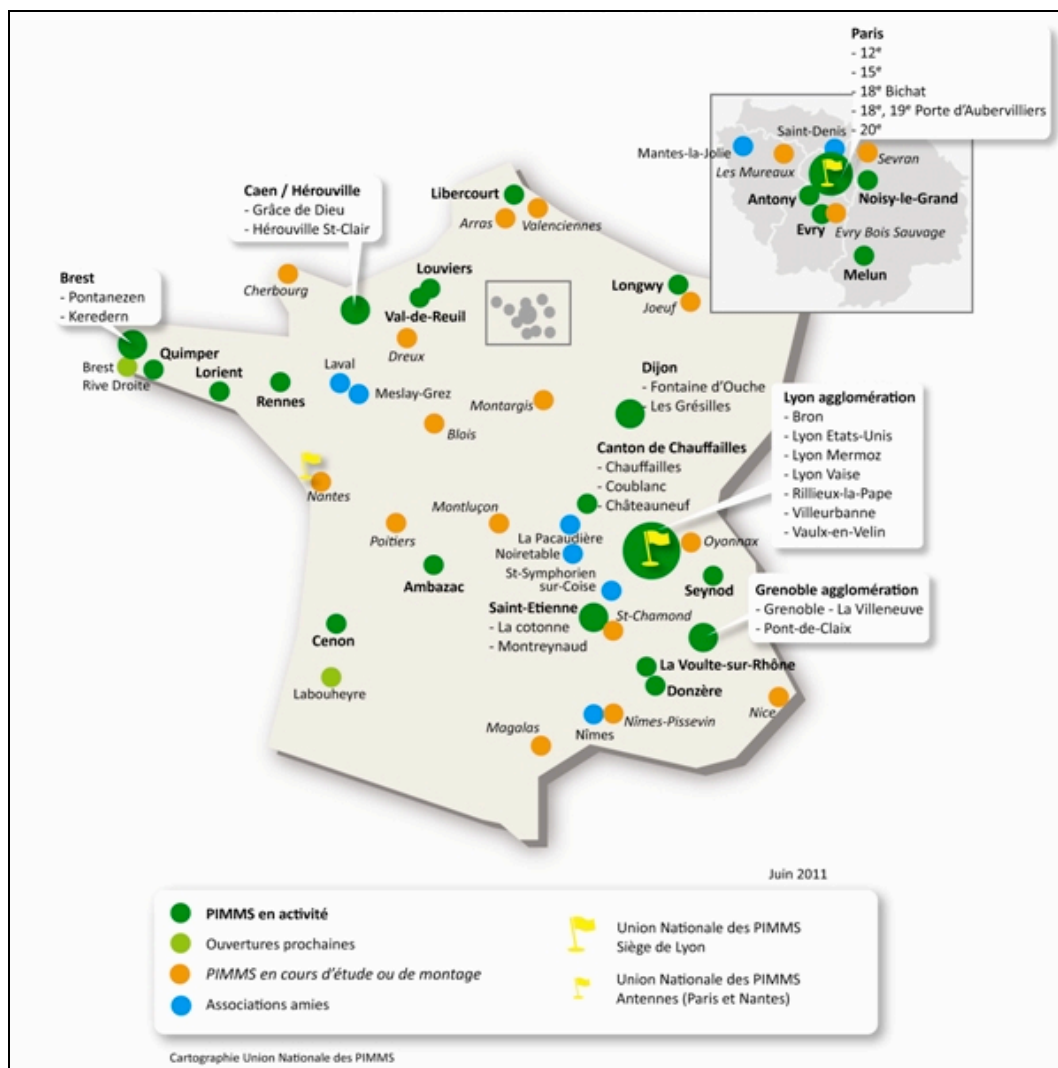 Paris
- 12e
- 15e
- 18e Bichat
- 18e, 19e Porte d'Aubervilliers
- 20e
Saint-Denis
Mantes-la-Jolie
Les Mureaux
Sevran
Antony
Noisy-le-Grand
Evry
Evry Bois Sauvage
Melun
Caen / Hérouville
- Grâce de Dieu
- Hérouville St-Clair
Libercourt
Arras
Valenciennes
Brest
- Pontanezen
- Keredern
Cherbourg
Louviers
Val-de-Reuil
Dreux
Longwy
Joeuf
Brest
Rive Droite
Quimper
Lorient
Rennes
Laval
Meslay-Grez
Montargis
Blois
Dijon
- Fontaine d'Ouche
- Les Grésilles
Lyon agglomération
- Bron
- Lyon Etats-Unis
- Lyon Mermoz
- Lyon Vaise
- Rillieux-la-Pape
- Villeurbanne
- Vaulx-en-Velin
Canton de Chauffailles
- Chauffailles
- Coublanc
- Châteauneuf
Nantes
Poitiers
Montluçon
La Pacaudière
Noiretable
St-Symphorien
sur-Coise
Oyonnax
Ambazac
Seynod
Grenoble agglomération
- Grenoble - La Villeneuve
- Pont-de-Claix
Saint-Etienne
- La cotonne
- Montreynaud
St-Chamond
Cenon
Labouheyre
La Voulte-sur-Rhône
Donzère
Nice
Magalas
Nîmes
Nîmes-Pissevin
Juin 2011
PIMMS en activité
Ouvertures prochaines
PIMMS en cours d'étude ou de montage
Associations amies
Union Nationale des PIMMS
Siège de Lyon
Union Nationale des PIMMS
Antennes (Paris et Nantes)
Cartographie Union Nationale des PIMMS